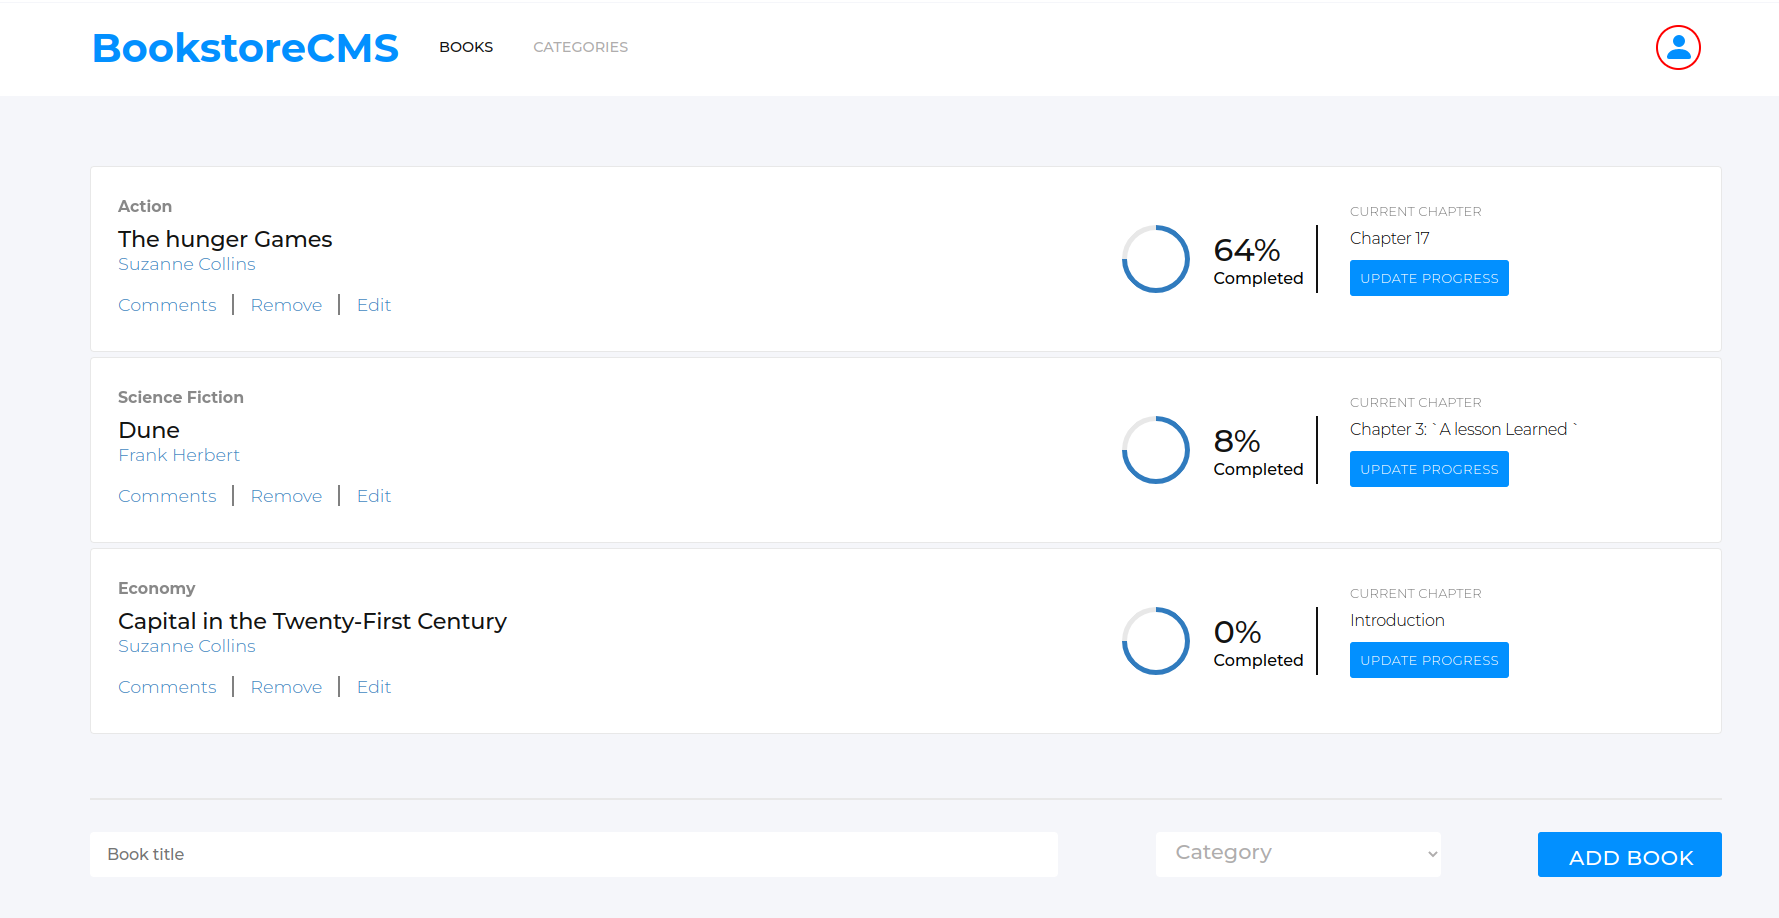 BookstoreCMS BOOKS CATEGORIES
Action
The hunger Games
Suzanne Collins
Comments | Remove | Edit
64%
Completed
CURRENT CHAPTER
Chapter 17
UPDATE PROGRESS
Science Fiction
Dune
Frank Herbert
Comments | Remove | Edit
8%
Completed
CURRENT CHAPTER
Chapter 3: `A lesson Learned `
UPDATE PROGRESS
Economy
Capital in the Twenty-First Century
Suzanne Collins
Comments | Remove | Edit
0%
Completed
CURRENT CHAPTER
Introduction
UPDATE PROGRESS
Book title
Category
ADD BOOK